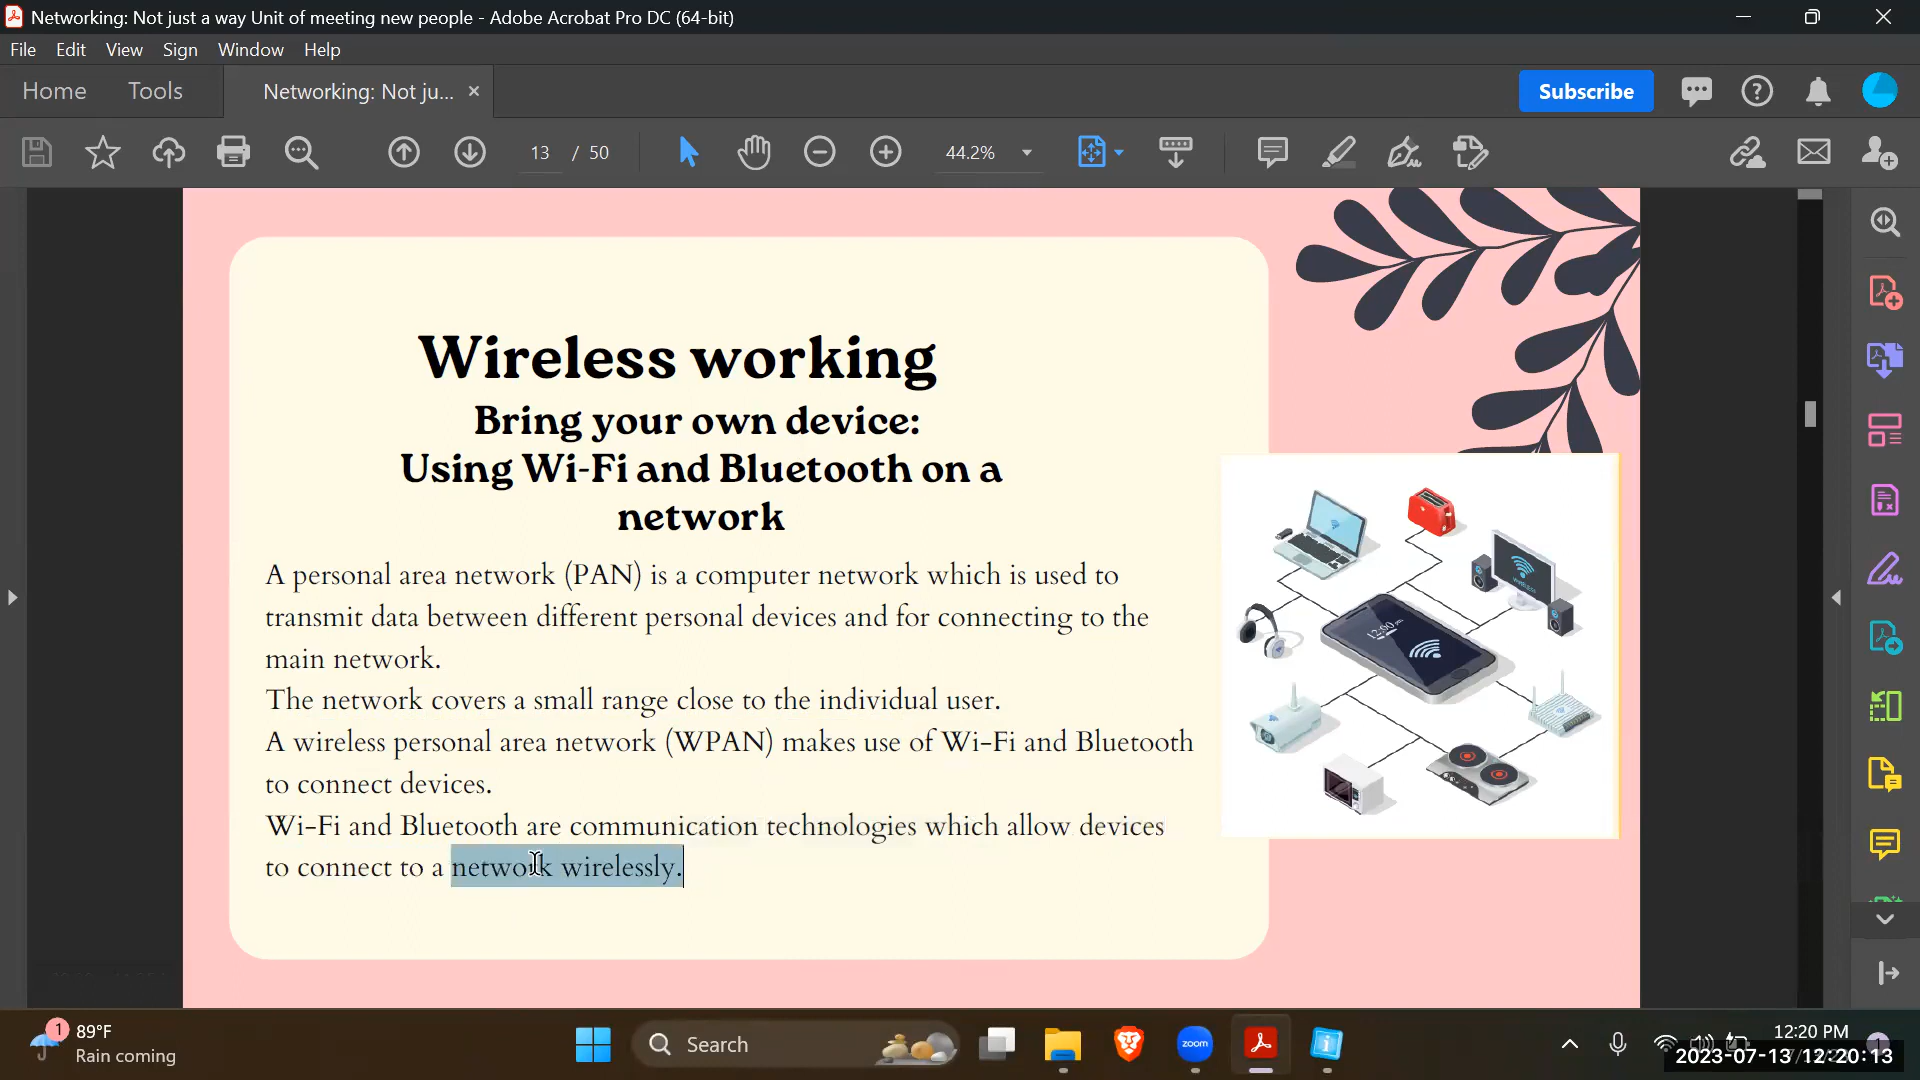 Networking: Not just a way Unit of meeting new people - Adobe Acrobat Pro DC (64-bit)
File Edit View Sign Window Help
Home Tools Networking: Not ju... × Subscribe
13 / 50 44.2%
Wireless working
Bring your own device:
Using Wi-Fi and Bluetooth on a
network
A personal area network (PAN) is a computer network which is used to
transmit data between different personal devices and for connecting to the
main network.
The network covers a small range close to the individual user.
A wireless personal area network (WPAN) makes use of Wi-Fi and Bluetooth
to connect devices.
Wi-Fi and Bluetooth are communication technologies which allow devices
to connect to a network wirelessly.
12:00
WIRELESS
1 89°F
Rain coming
Search
zoom
12:20 PM
1
2023-07-13 12:20:13